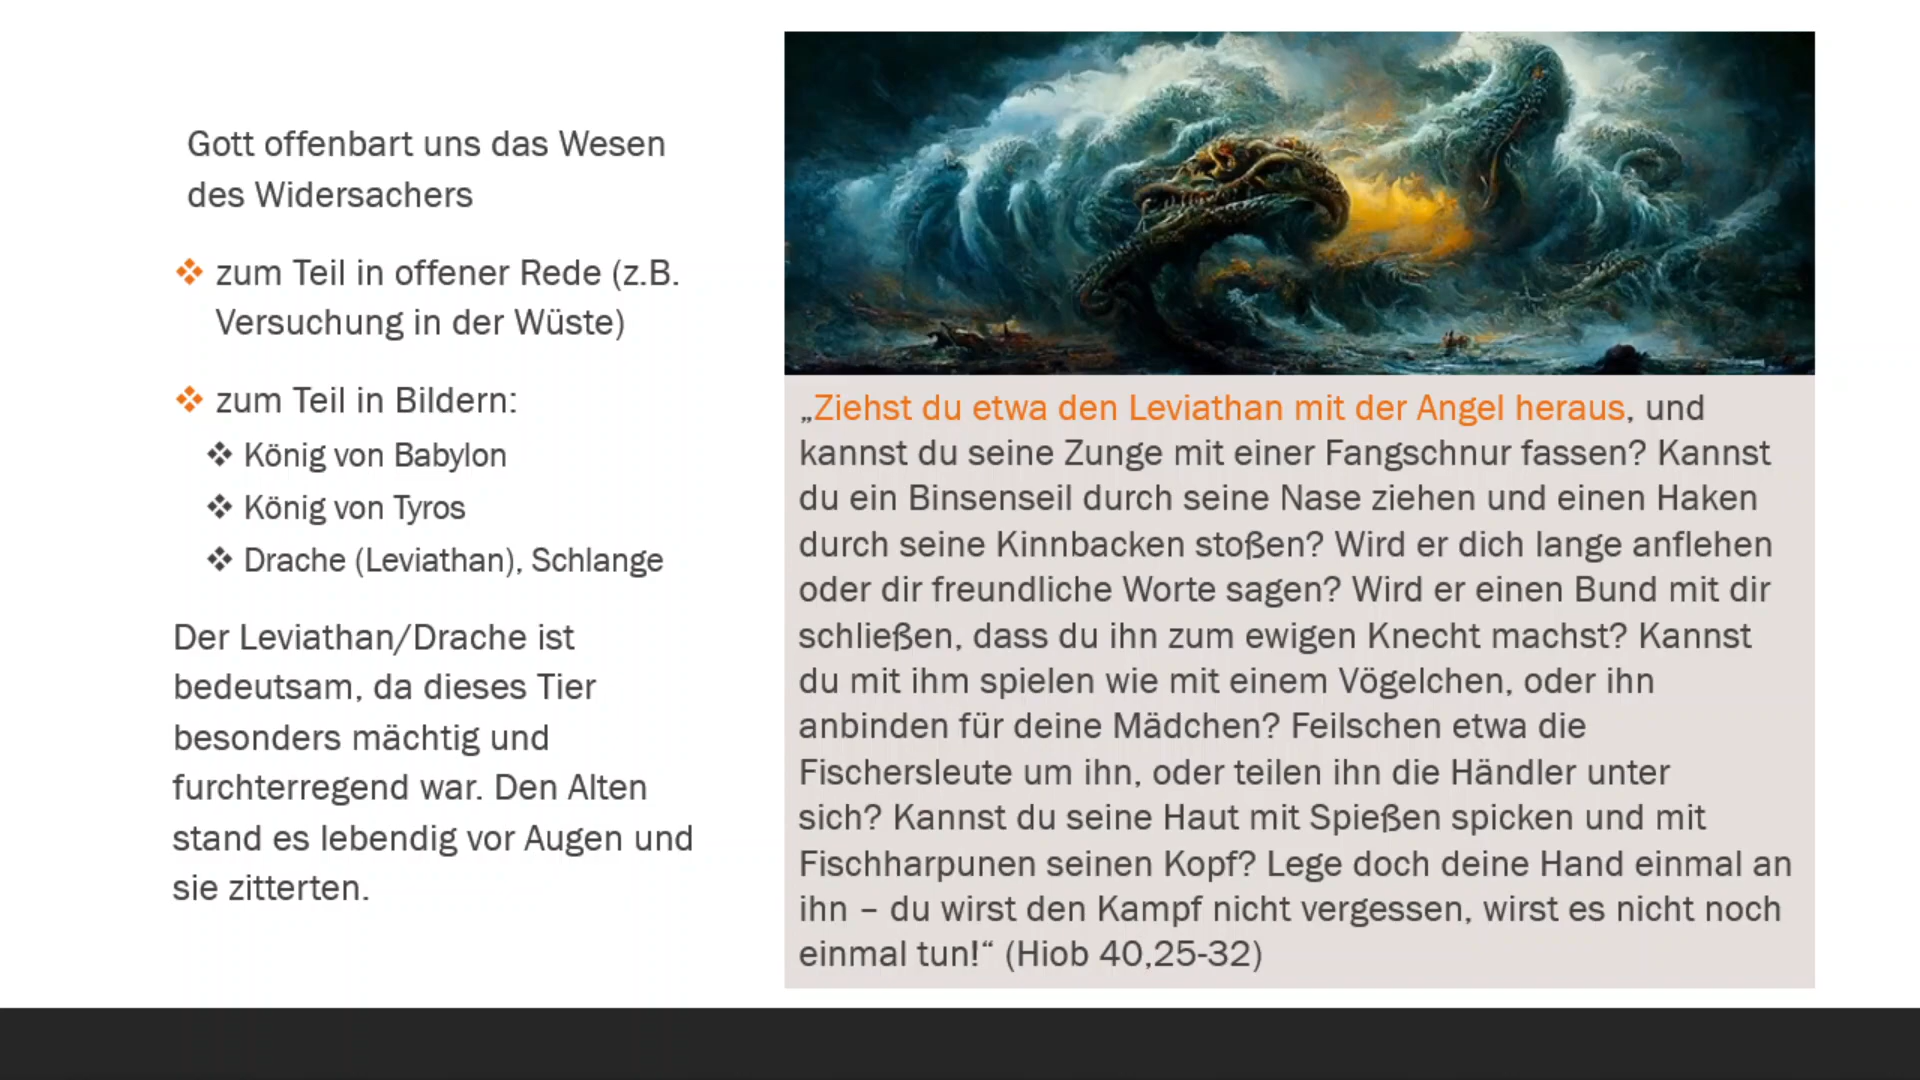 Gott offenbart uns das Wesen
des Widersachers
❖ zum Teil in offener Rede (z.B.
Versuchung in der Wüste)
❖ zum Teil in Bildern:
❖ König von Babylon
❖ König von Tyros
❖ Drache (Leviathan), Schlange
Der Leviathan/Drache ist
bedeutsam, da dieses Tier
besonders mächtig und
furchterregend war. Den Alten
stand es lebendig vor Augen und
sie zitterten.
„Ziehst du etwa den Leviathan mit der Angel heraus, und
kannst du seine Zunge mit einer Fangschnur fassen? Kannst
du ein Binsenseil durch seine Nase ziehen und einen Haken
durch seine Kinnbacken stoßen? Wird er dich lange anflehen
oder dir freundliche Worte sagen? Wird er einen Bund mit dir
schließen, dass du ihn zum ewigen Knecht machst? Kannst
du mit ihm spielen wie mit einem Vögelchen, oder ihn
anbinden für deine Mädchen? Feilschen etwa die
Fischersleute um ihn, oder teilen ihn die Händler unter
sich? Kannst du seine Haut mit Spießen spicken und mit
Fischharpunen seinen Kopf? Lege doch deine Hand einmal an
ihn – du wirst den Kampf nicht vergessen, wirst es nicht noch
einmal tun!“ (Hiob 40,25-32)